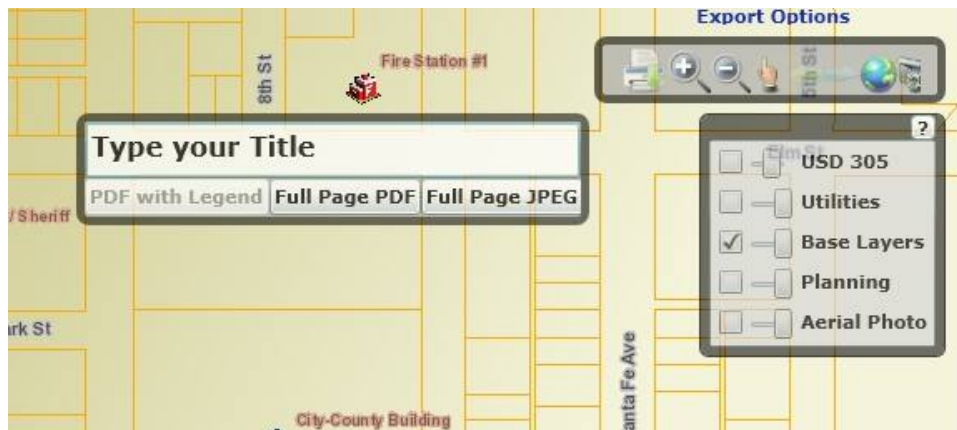 Export Options
Fire Station #1
8th St
5th St
?
Elm St
Type your Title
USD 305
PDF with Legend Full Page PDF Full Page JPEG
Utilities
/ Sheriff
Base Layers
Planning
Aerial Photo
ark St
anta Fe Ave
City-County Building